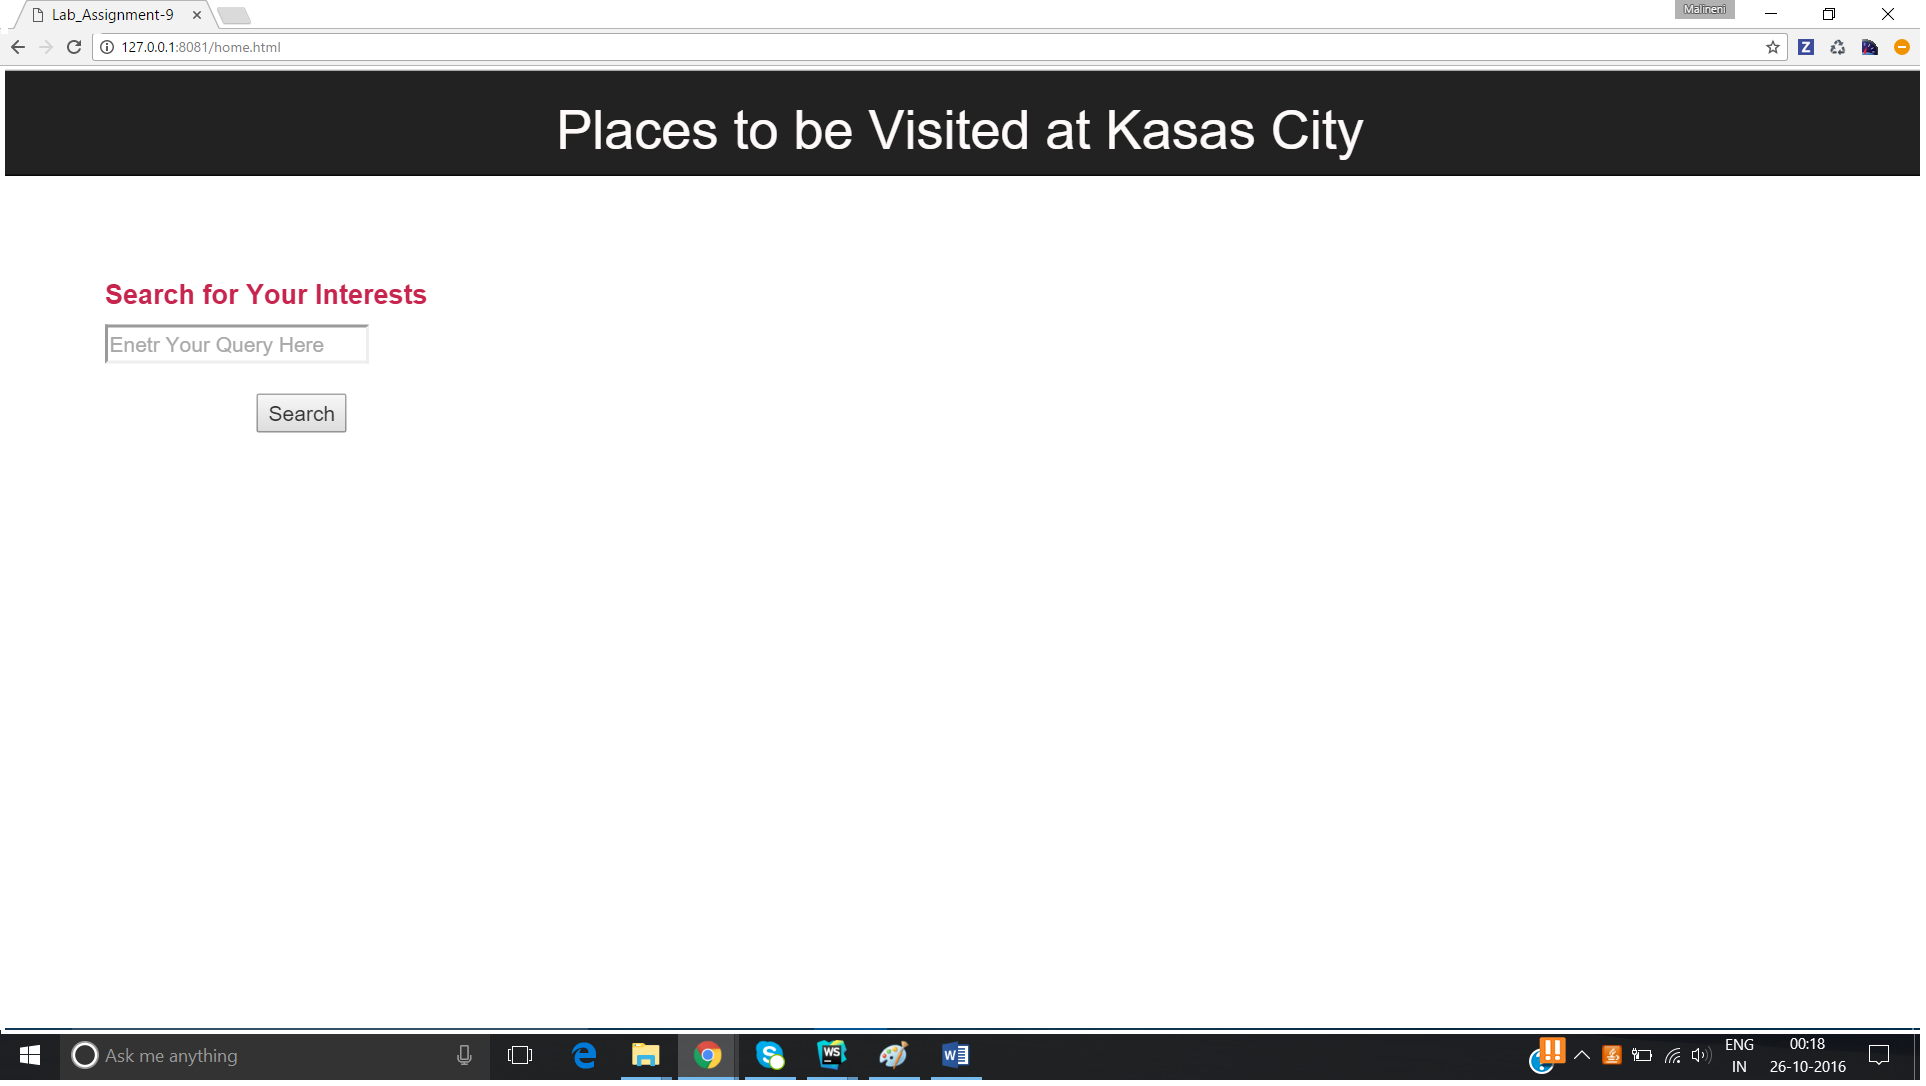 Lab_Assignment-9
Malineni
127.0.0.1:8081/home.html
Z
Places to be Visited at Kasas City
Search for Your Interests
Enetr Your Query Here
Search
Ask me anything
WS
ENG
IN
00:18
26-10-2016